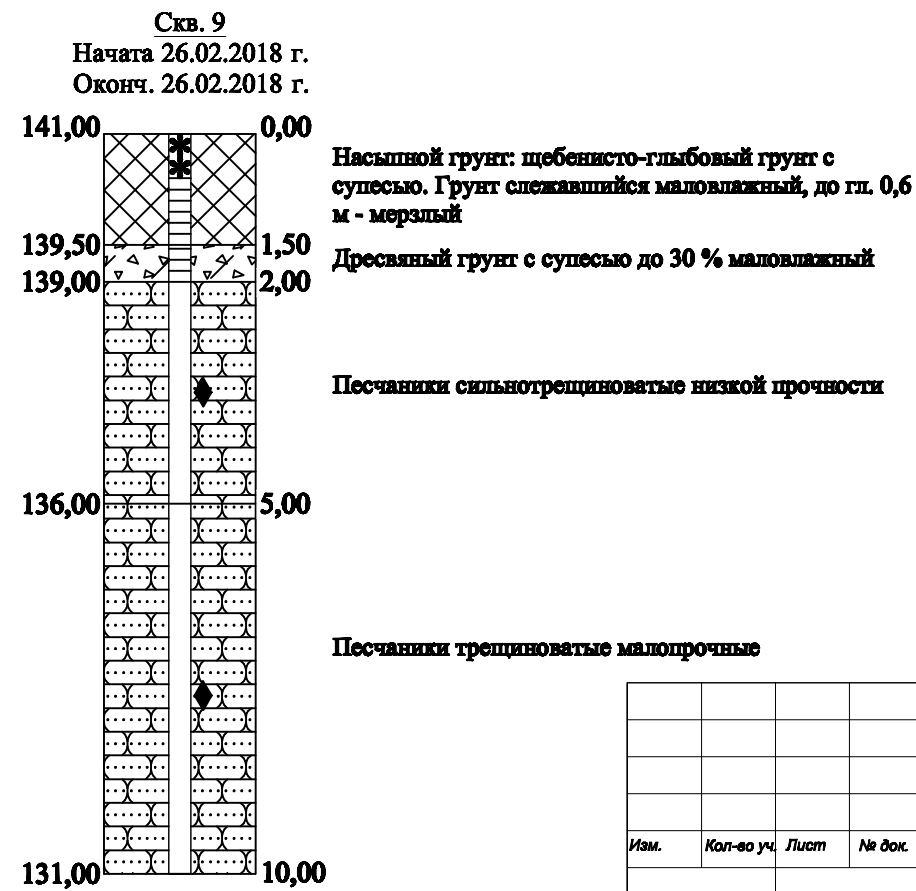 Скв. 9
Начата 26.02.2018 г.
Оконч. 26.02.2018 г.
141,00 0,00
Насыпной грунт: щебенисто-глыбовый грунт с
супесью. Грунт слежавшийся маловлажный, до гл. 0,6
м - мерзлый
139,50 1,50
Дресвяный грунт с супесью до 30 % маловлажный
139,00 2,00
Песчаники сильнотрещиноватые низкой прочности
136,00 5,00
Песчаники трещиноватые малопрочные
Изм. Кол-во уч. Лист № док.
131,00 10,00